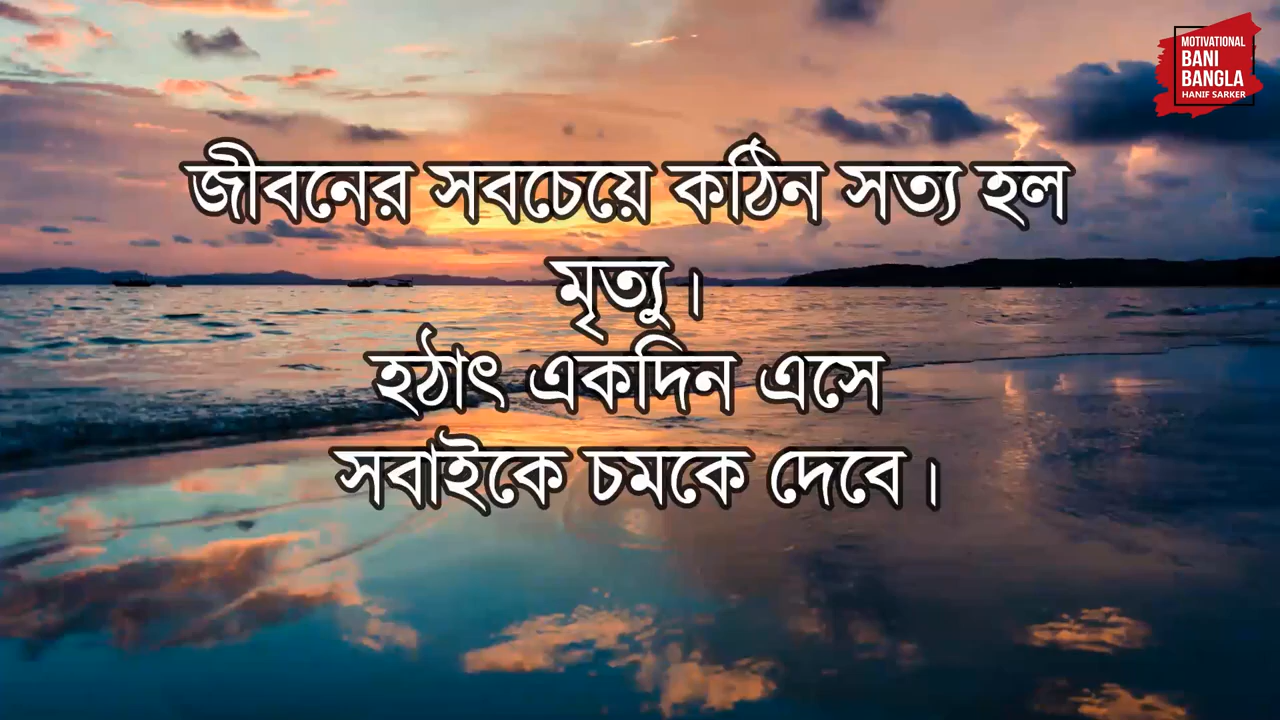 MOTIVATIONAL
BANI
BANGLA
HANIF SARKER
জীবনের সবচেয়ে কঠিন সত্য হল
মৃত্যু।
হঠাৎ একদিন এসে
সবাইকে চমকে দেবে।